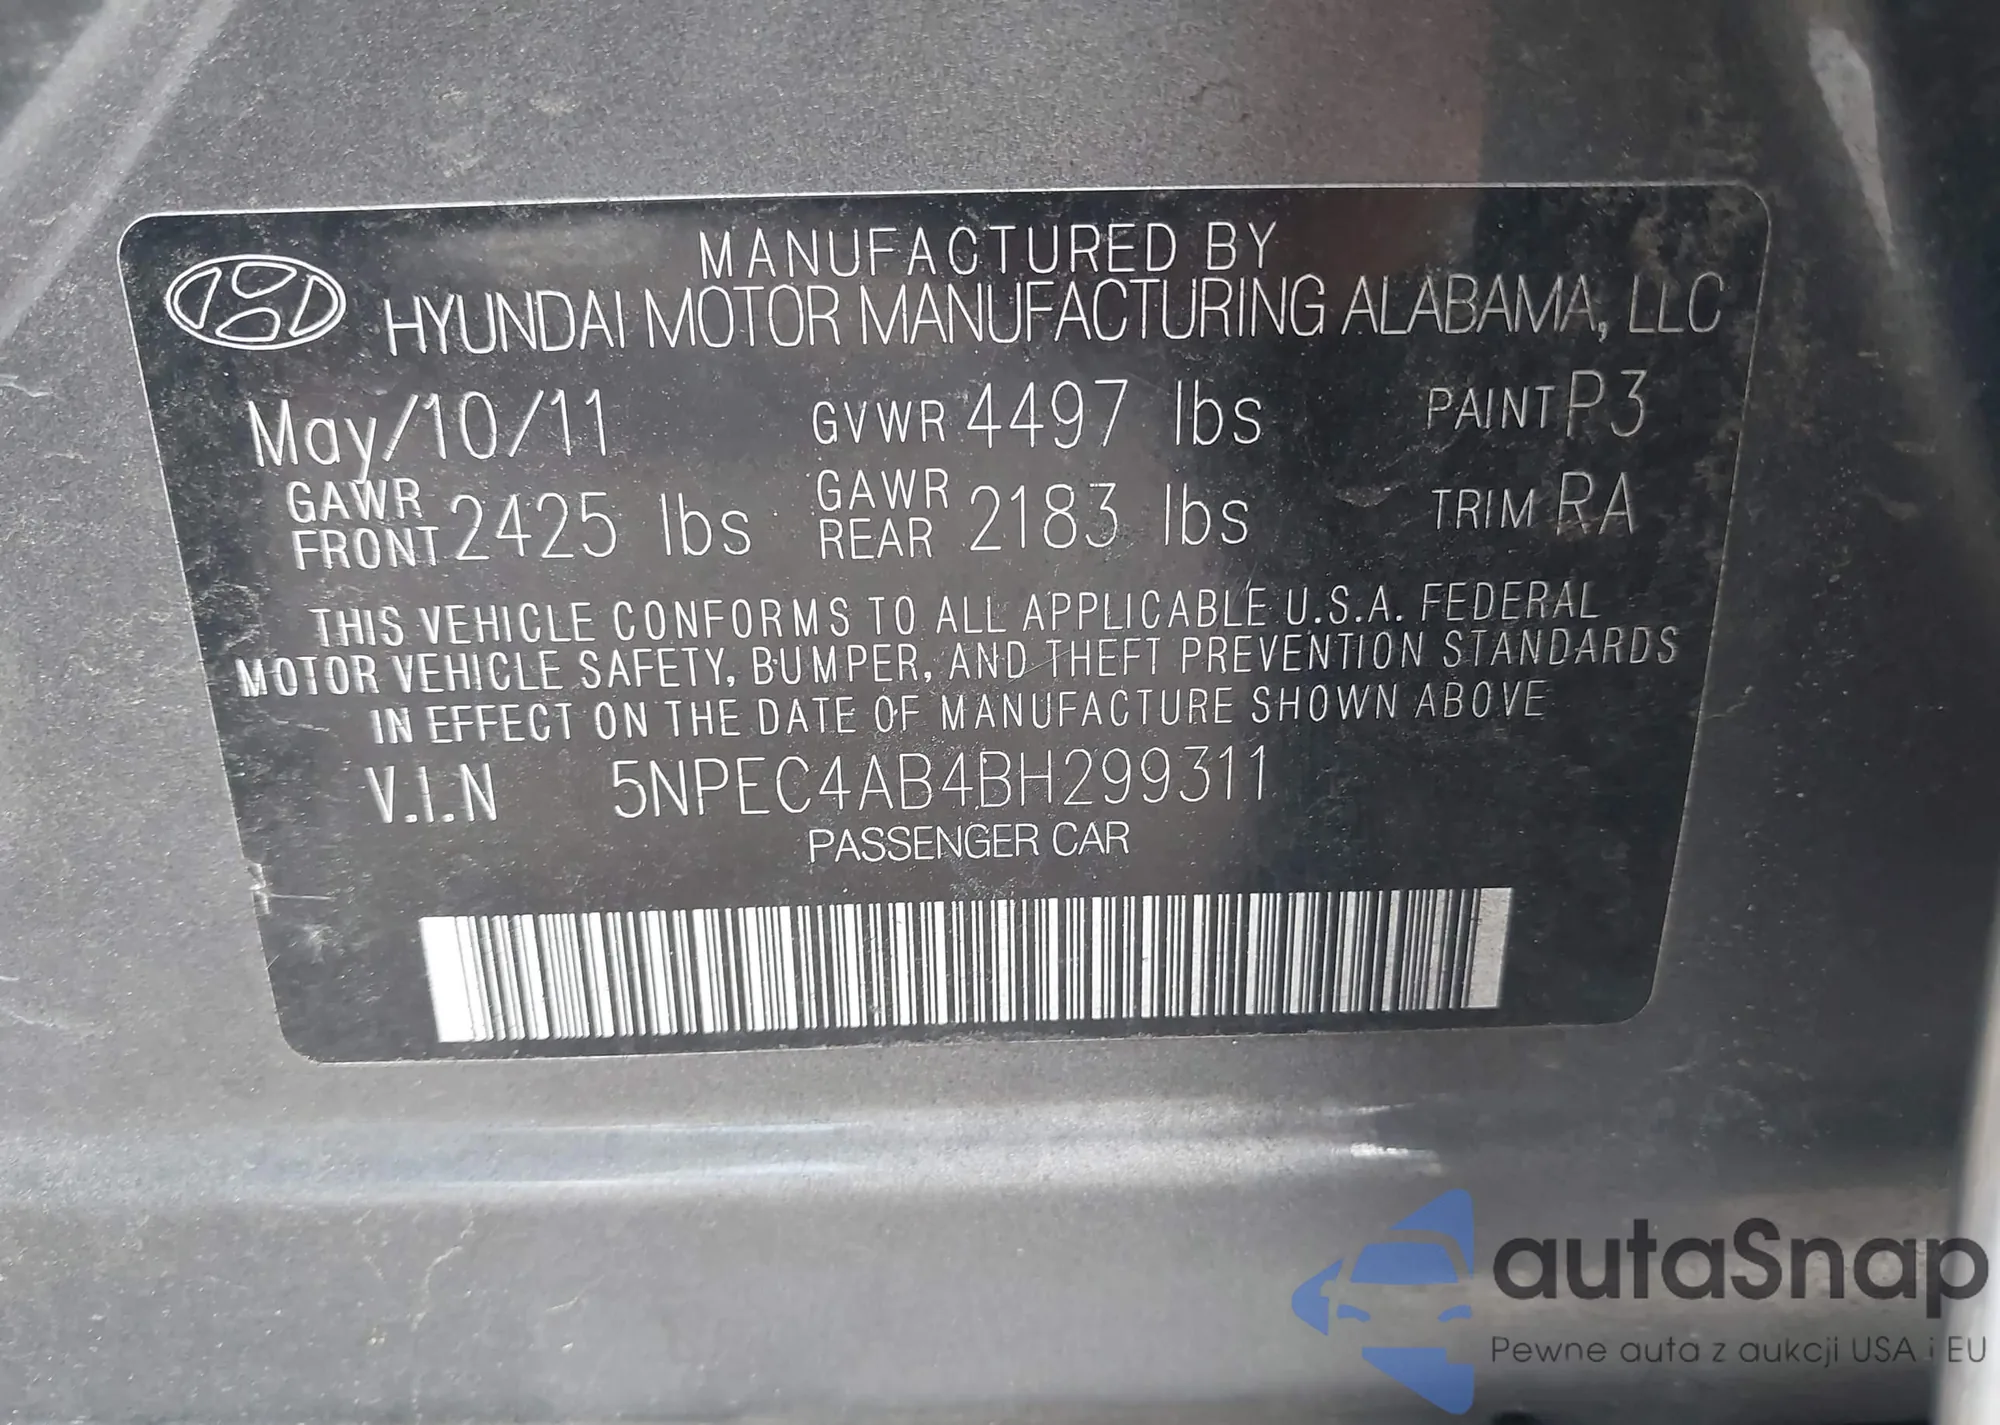 MANUFACTURED BY
HYUNDAI MOTOR MANUFACTURING ALABAMA, LLC
May/10/11 GVWR 4497 lbs PAINT P3
GAWR FRONT 2425 lbs GAWR REAR 2183 lbs TRIM RA
THIS VEHICLE CONFORMS TO ALL APPLICABLE U.S.A. FEDERAL
MOTOR VEHICLE SAFETY, BUMPER, AND THEFT PREVENTION STANDARDS
IN EFFECT ON THE DATE OF MANUFACTURE SHOWN ABOVE
V.I.N 5NPEC4AB4BH299311
PASSENGER CAR
autaSnap
Pewne auta z aukcji USA i EU